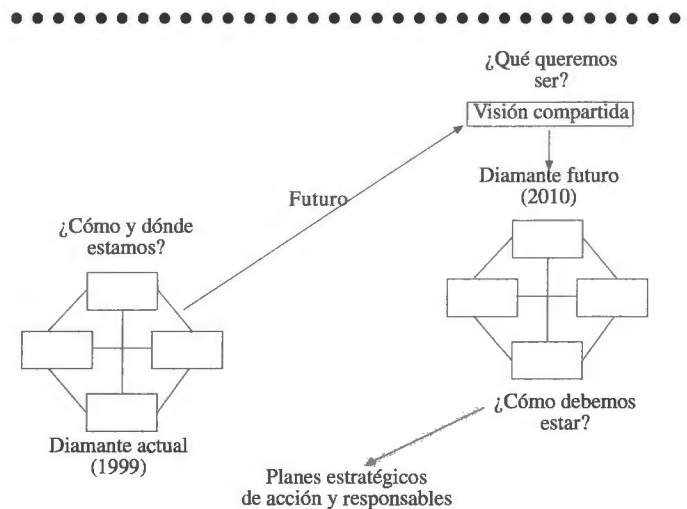 ¿Qué queremos
ser?
Visión compartida
Diamante futuro
(2010)
Futuro
¿Cómo y dónde
estamos?
Diamante actual
(1999)
¿Cómo debemos
estar?
Planes estratégicos
de acción y responsables